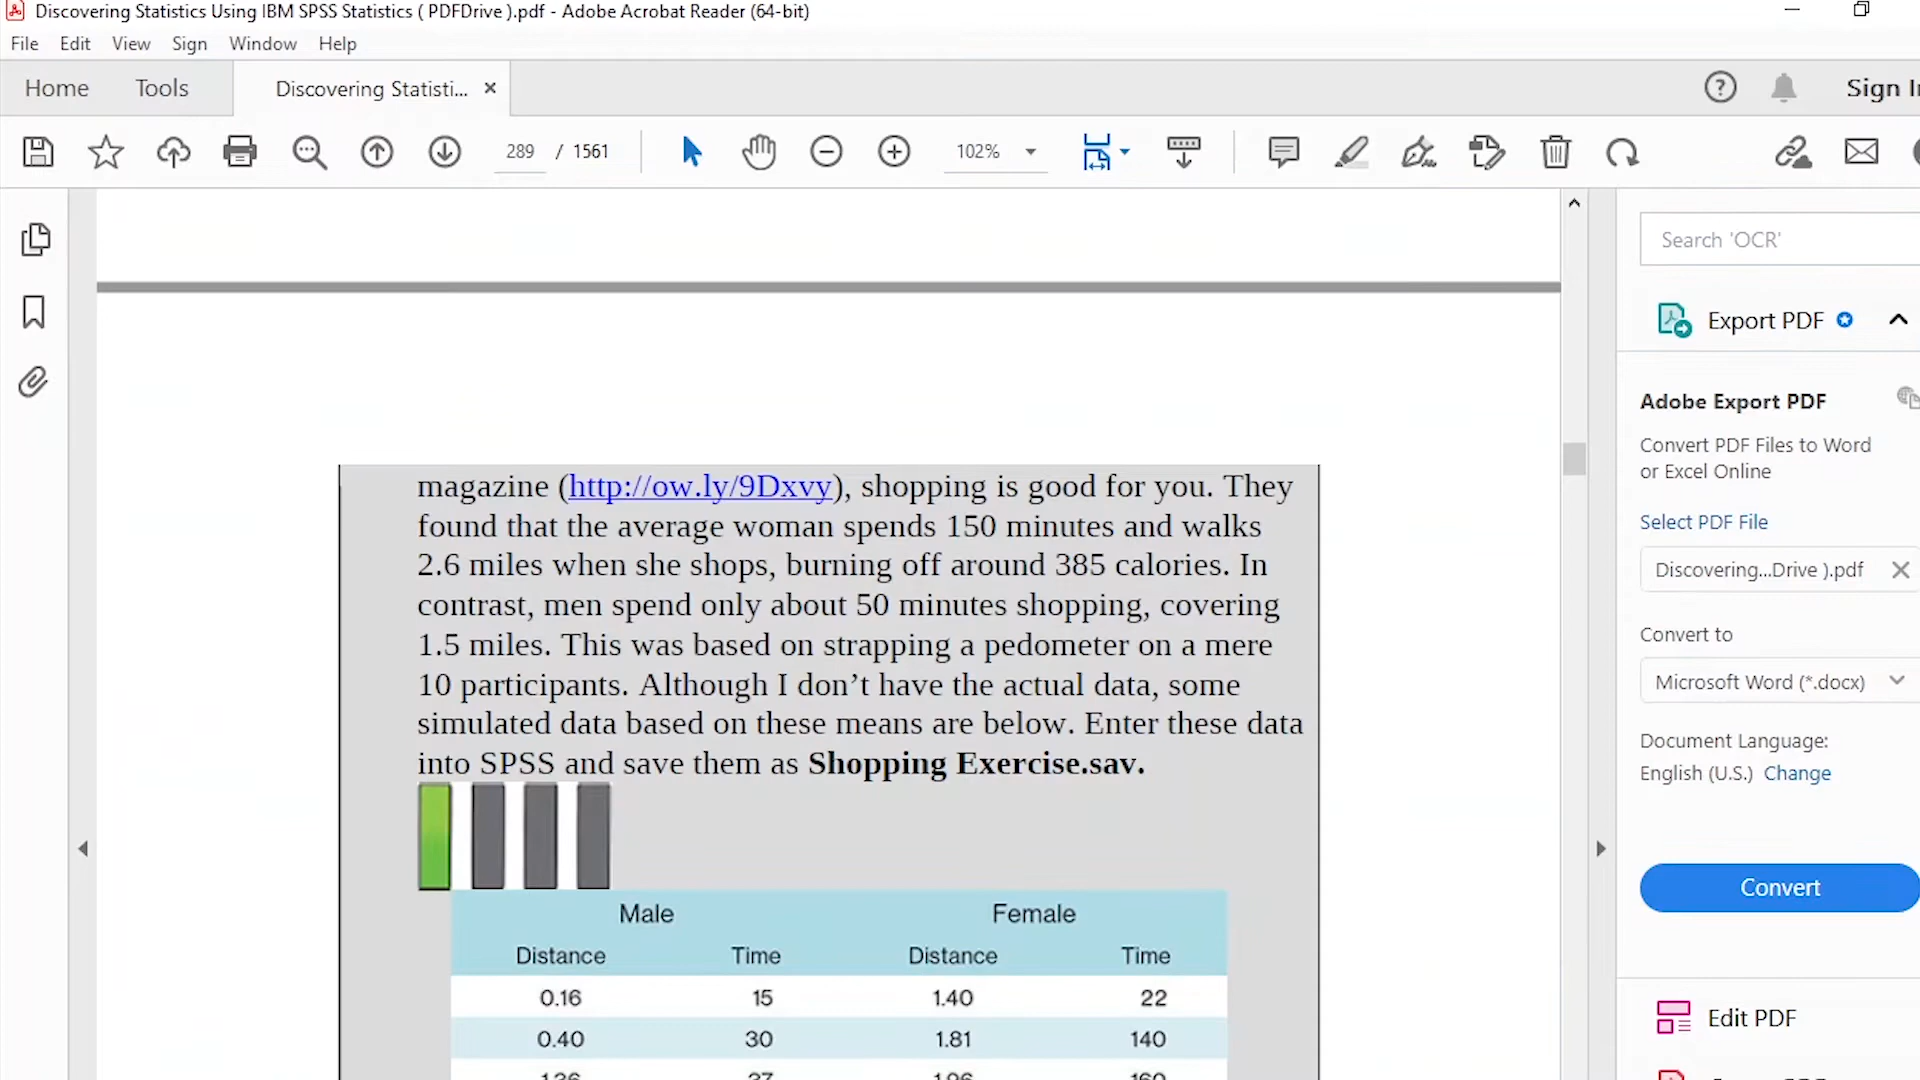 Discovering Statistics Using IBM SPSS Statistics ( PDFDrive ).pdf - Adobe Acrobat Reader (64-bit)
File Edit View Sign Window Help
Home Tools Discovering Statisti...
289 / 1561 102%
Search 'OCR'
Export PDF
Adobe Export PDF
Convert PDF Files to Word
or Excel Online
Select PDF File
Discovering...Drive ).pdf
Convert to
Microsoft Word (*.docx)
Document Language:
English (U.S.) Change
Convert
Edit PDF
magazine (http://ow.ly/9Dxvy), shopping is good for you. They
found that the average woman spends 150 minutes and walks
2.6 miles when she shops, burning off around 385 calories. In
contrast, men spend only about 50 minutes shopping, covering
1.5 miles. This was based on strapping a pedometer on a mere
10 participants. Although I don’t have the actual data, some
simulated data based on these means are below. Enter these data
into SPSS and save them as Shopping Exercise.sav.
Male Female
Distance Time Distance Time
0.16 15 1.40 22
0.40 30 1.81 140